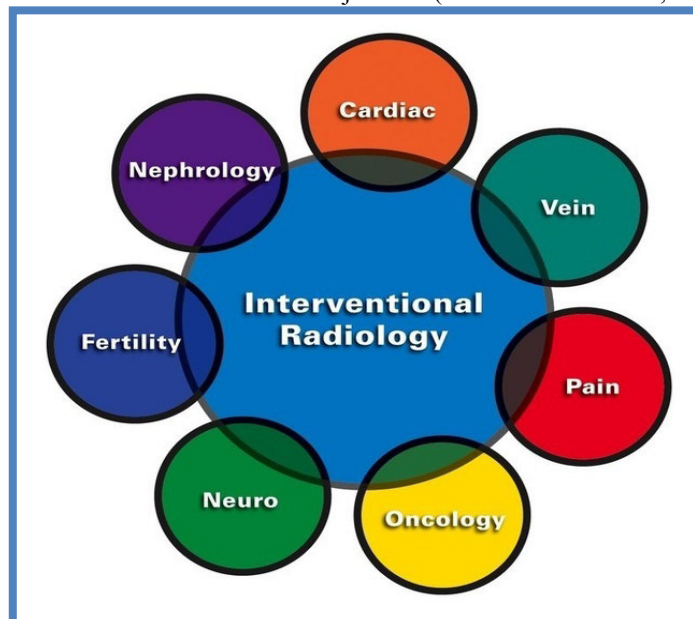 Cardiac
Nephrology
Vein
Interventional
Radiology
Fertility
Pain
Neuro
Oncology